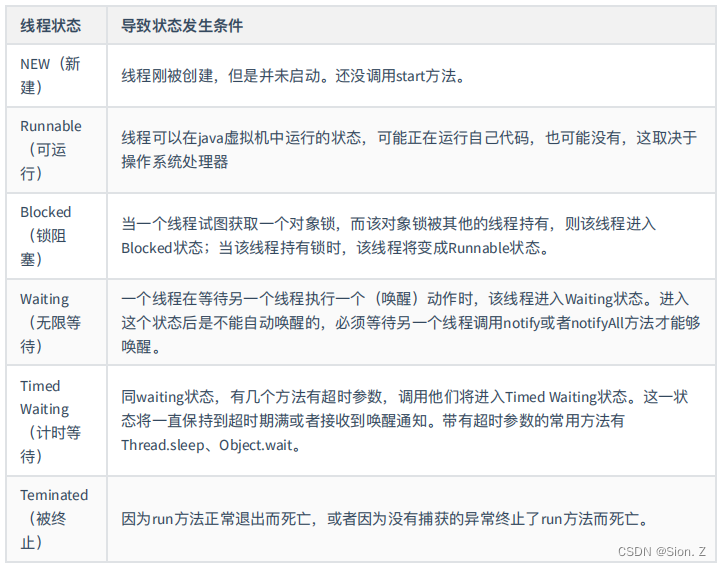 线程状态
导致状态发生条件
NEW（新
建）
线程刚被创建，但是并未启动。还没调用start方法。
Runnable
（可运
行）
线程可以在java虚拟机中运行的状态，可能正在运行自己代码，也可能没有，这取决于
操作系统处理器
Blocked
（锁阻
塞）
当一个线程试图获取一个对象锁，而该对象锁被其他的线程持有，则该线程进入
Blocked状态；当该线程持有锁时，该线程将变成Runnable状态。
Waiting
（无限等
待）
一个线程在等待另一个线程执行一个（唤醒）动作时，该线程进入Waiting状态。进入
这个状态后是不能自动唤醒的，必须等待另一个线程调用notify或者notifyAll方法才能够
唤醒。
Timed
Waiting
（计时等
待）
同waiting状态，有几个方法有超时参数，调用他们将进入Timed Waiting状态。这一状
态将一直保持到超时期满或者接收到唤醒通知。带有超时参数的常用方法有
Thread.sleep、Object.wait。
Teminated
（被终
止）
因为run方法正常退出而死亡，或者因为没有捕获的异常终止了run方法而死亡。
CSDN @Sion. Z